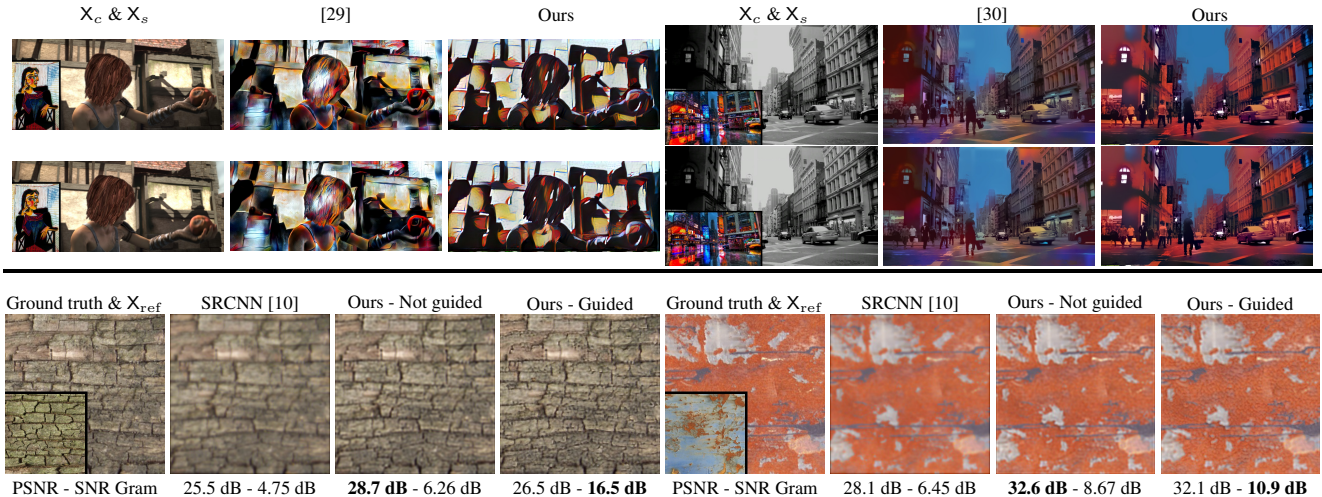 X_c & X_s [29] Ours X_c & X_s [30] Ours
Ground truth & X_ref SRCNN [10] Ours - Not guided Ours - Guided Ground truth & X_ref SRCNN [10] Ours - Not guided Ours - Guided
PSNR - SNR Gram 25.5 dB - 4.75 dB 28.7 dB - 6.26 dB 26.5 dB - 16.5 dB PSNR - SNR Gram 28.1 dB - 6.45 dB 32.6 dB - 8.67 dB 32.1 dB - 10.9 dB